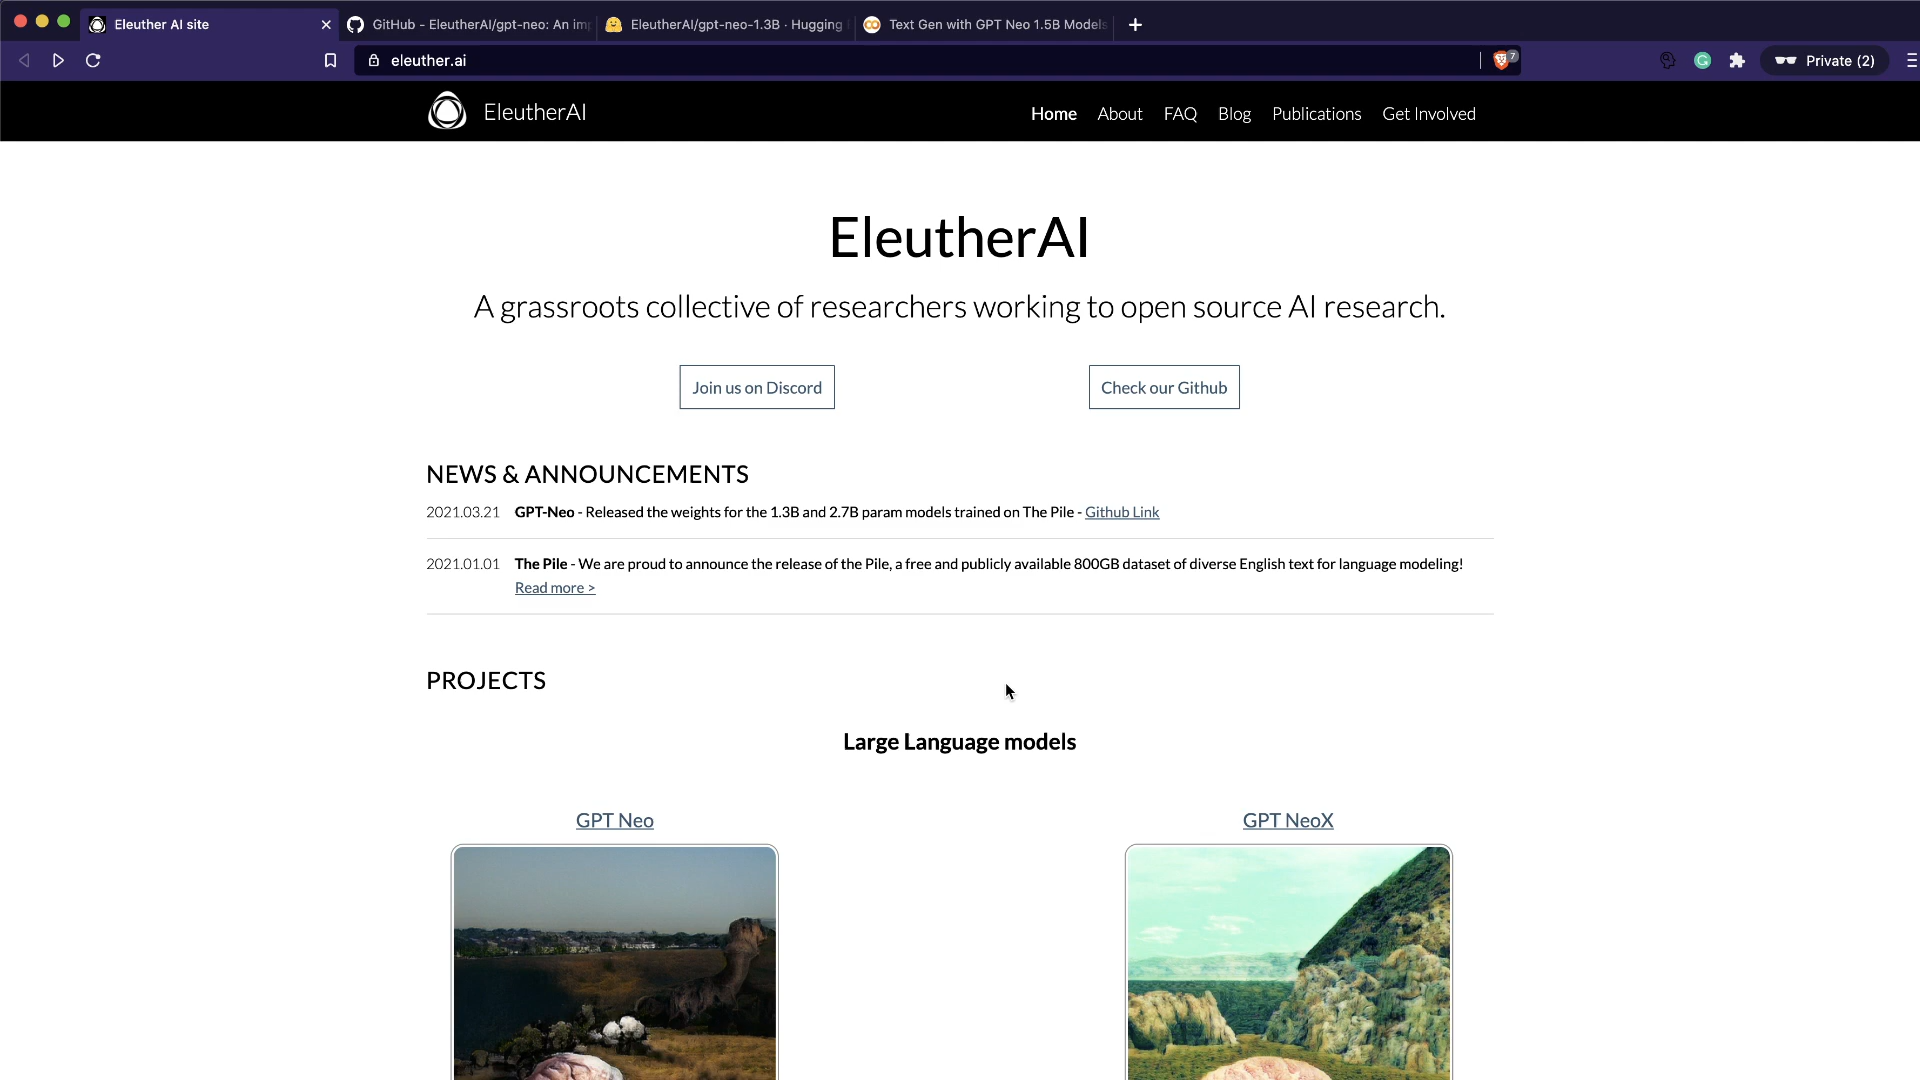 Eleuther AI site
GitHub - EleutherAI/gpt-neo: An im
EleutherAI/gpt-neo-1.3B · Hugging
Text Gen with GPT Neo 1.5B Models
eleuther.ai
7
Private (2)
EleutherAI
Home
About
FAQ
Blog
Publications
Get Involved
EleutherAI
A grassroots collective of researchers working to open source AI research.
Join us on Discord
Check our Github
NEWS & ANNOUNCEMENTS
2021.03.21 GPT-Neo - Released the weights for the 1.3B and 2.7B param models trained on The Pile - Github Link
2021.01.01 The Pile - We are proud to announce the release of the Pile, a free and publicly available 800GB dataset of diverse English text for language modeling!
Read more >
PROJECTS
Large Language models
GPT Neo
GPT NeoX